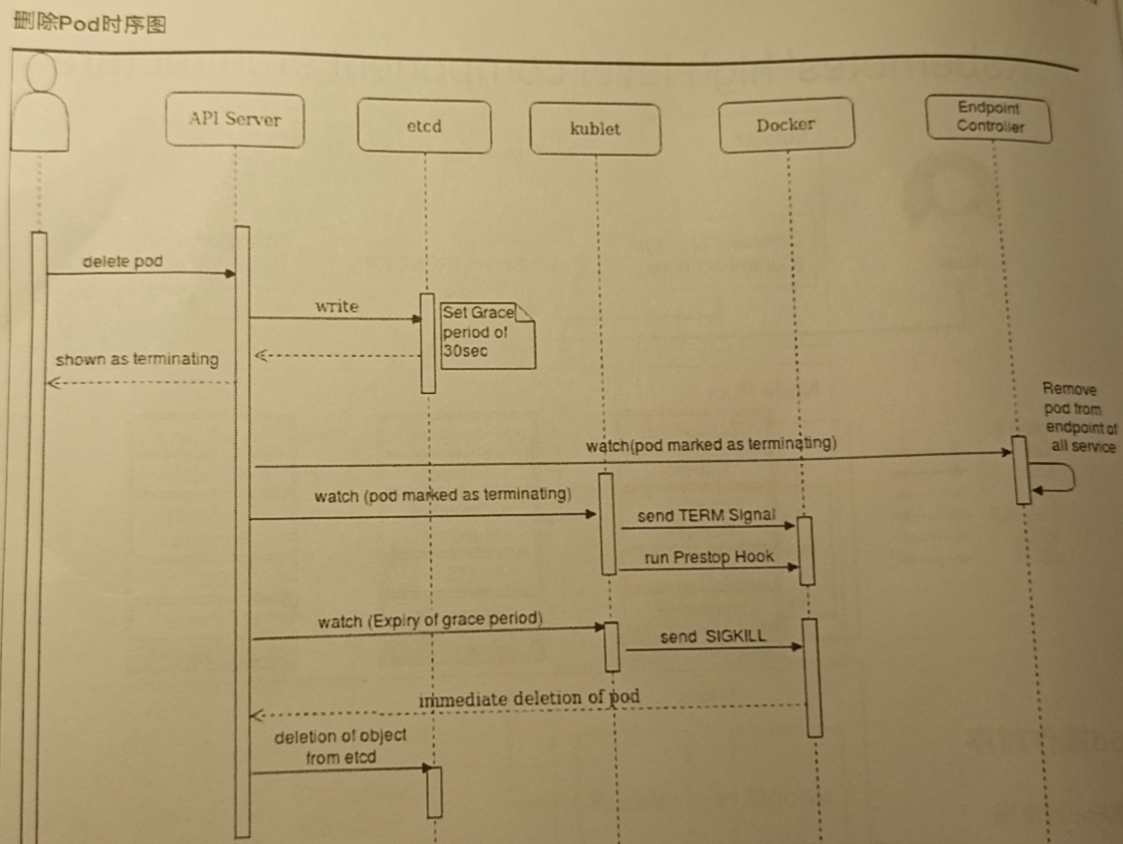 删除Pod时序图
API Server
etcd
kublet
Docker
Endpoint
Controller
delete pod
write
Set Grace
period of
30sec
shown as terminating
Remove
pod from
endpoint of
all service
watch(pod marked as terminating)
watch (pod marked as terminating)
send TERM Signal
run Prestop Hook
watch (Expiry of grace period)
send SIGKILL
immediate deletion of pod
deletion of object
from etcd